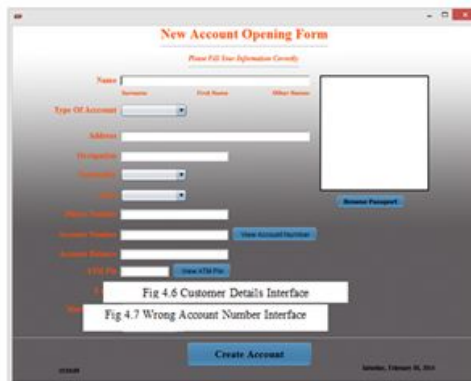 New Account Opening Form
Please Fill Your Information Correctly
Name
Surname First Name Other Names
Type Of Account
Address
Occupation
Mobile Number
Account Number View Account Number
Account Balance
ATM Pin View ATM Pin
Browse Passport
Fig 4.6 Customer Details Interface
Fig 4.7 Wrong Account Number Interface
Create Account